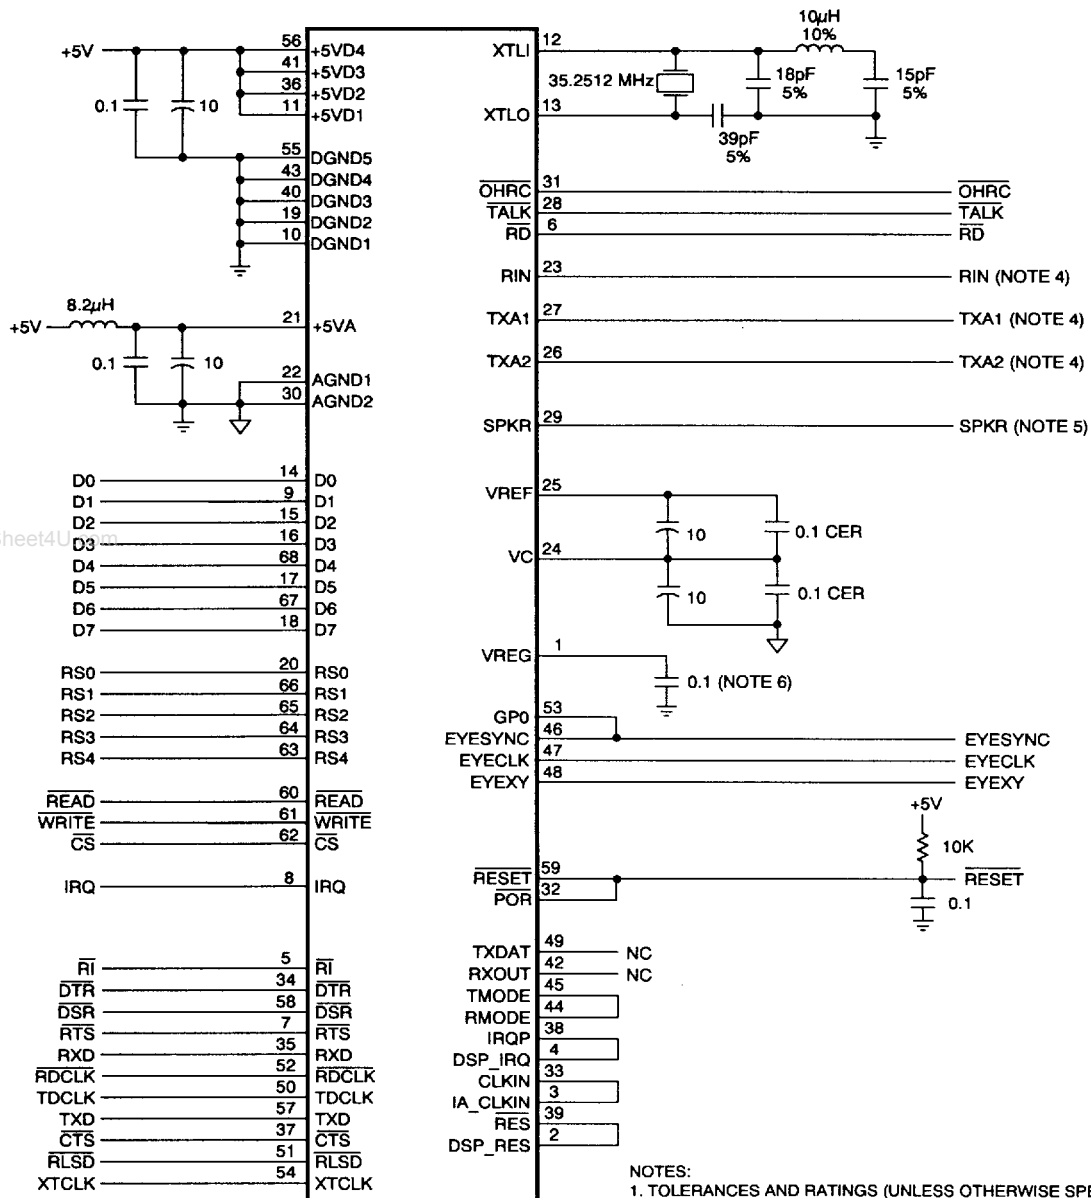 +5V 56 +5VD4
41 +5VD3
36 +5VD2
11 +5VD1
0.1 10
55 DGND5
43 DGND4
40 DGND3
19 DGND2
10 DGND1
8.2µH
+5V 21 +5VA
0.1 10
22 AGND1
30 AGND2
D0 14 D0
D1 9 D1
D2 15 D2
heet4U.com
D3 16 D3
D4 68 D4
D5 17 D5
D6 67 D6
D7 18 D7
RS0 20 RS0
RS1 66 RS1
RS2 65 RS2
RS3 64 RS3
RS4 63 RS4
READ 60 READ
WRITE 61 WRITE
CS 62 CS
IRQ 8 IRQ
RI 5 RI
DTR 34 DTR
DSR 58 DSR
RTS 7 RTS
RXD 35 RXD
RDCLK 52 RDCLK
TDCLK 50 TDCLK
TXD 57 TXD
CTS 37 CTS
RLSD 51 RLSD
XTCLK 54 XTCLK
XTLI 12
10µH
10%
35.2512 MHz
18pF
5%
15pF
5%
XTLO 13
39pF
5%
OHRC 31 OHRC
TALK 28 TALK
RD 6 RD
RIN 23 RIN (NOTE 4)
TXA1 27 TXA1 (NOTE 4)
TXA2 26 TXA2 (NOTE 4)
SPKR 29 SPKR (NOTE 5)
VREF 25
10 0.1 CER
VC 24
10 0.1 CER
VREG 1
0.1 (NOTE 6)
GP0 53
EYESYNC 46 EYESYNC
EYECLK 47 EYECLK
EYEXY 48 EYEXY
+5V
10K
RESET 59 RESET
POR 32
0.1
TXDAT 49 NC
RXOUT 42 NC
TMODE 45
RMODE 44
IRQP 38
DSP_IRQ 4
CLKIN 33
IA_CLKIN 3
RES 39
DSP_RES 2
NOTES:
1. TOLERANCES AND RATINGS (UNLESS OTHERWISE SPE